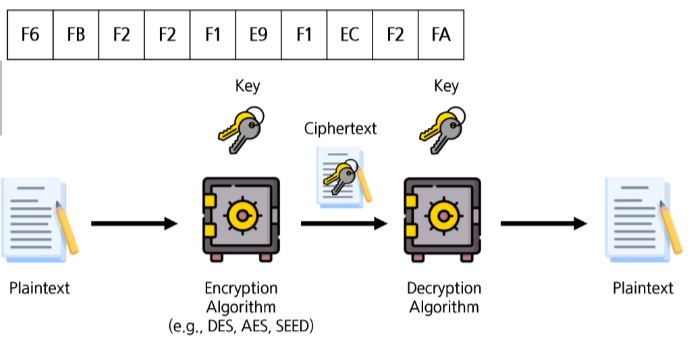 F6 FB F2 F2 F1 E9 F1 EC F2 FA
Key
Key
Ciphertext
Plaintext
Encryption
Algorithm
(e.g., DES, AES, SEED)
Decryption
Algorithm
Plaintext